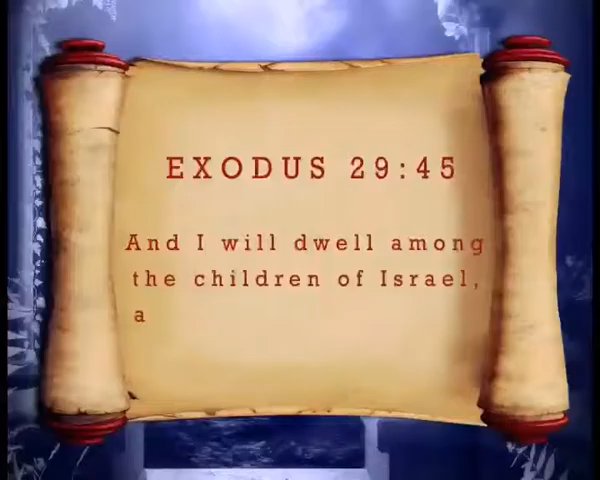 EXODUS 29:45
And I will dwell among
the children of Israel,
a